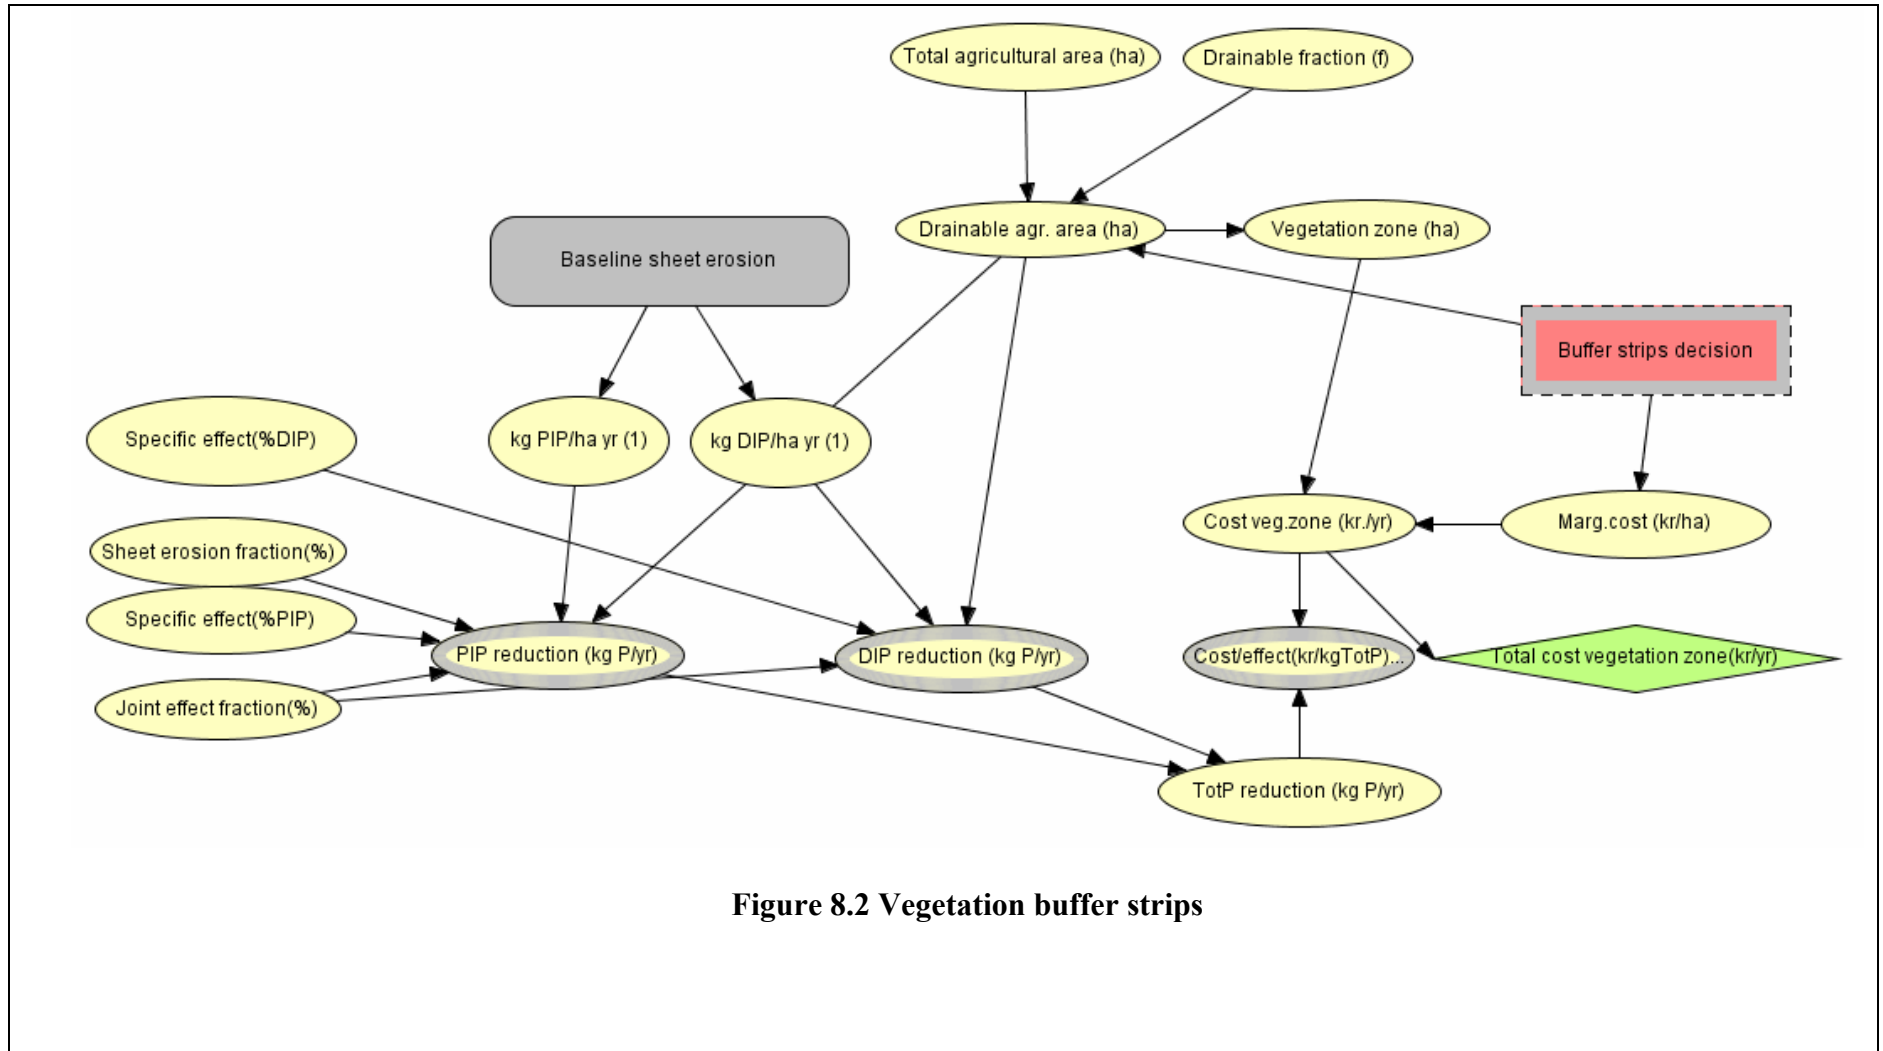 Total agricultural area (ha)
Drainable fraction (f)
Drainable agr. area (ha)
Vegetation zone (ha)
Baseline sheet erosion
Buffer strips decision
Specific effect(%DIP)
kg PIP/ha yr (1)
kg DIP/ha yr (1)
Cost veg.zone (kr./yr)
Marg.cost (kr/ha)
Sheet erosion fraction(%)
Specific effect(%PIP)
PIP reduction (kg P/yr)
DIP reduction (kg P/yr)
Cost/effect(kr/kgTotP)...
Total cost vegetation zone(kr/yr)
Joint effect fraction(%)
TotP reduction (kg P/yr)
Figure 8.2 Vegetation buffer strips